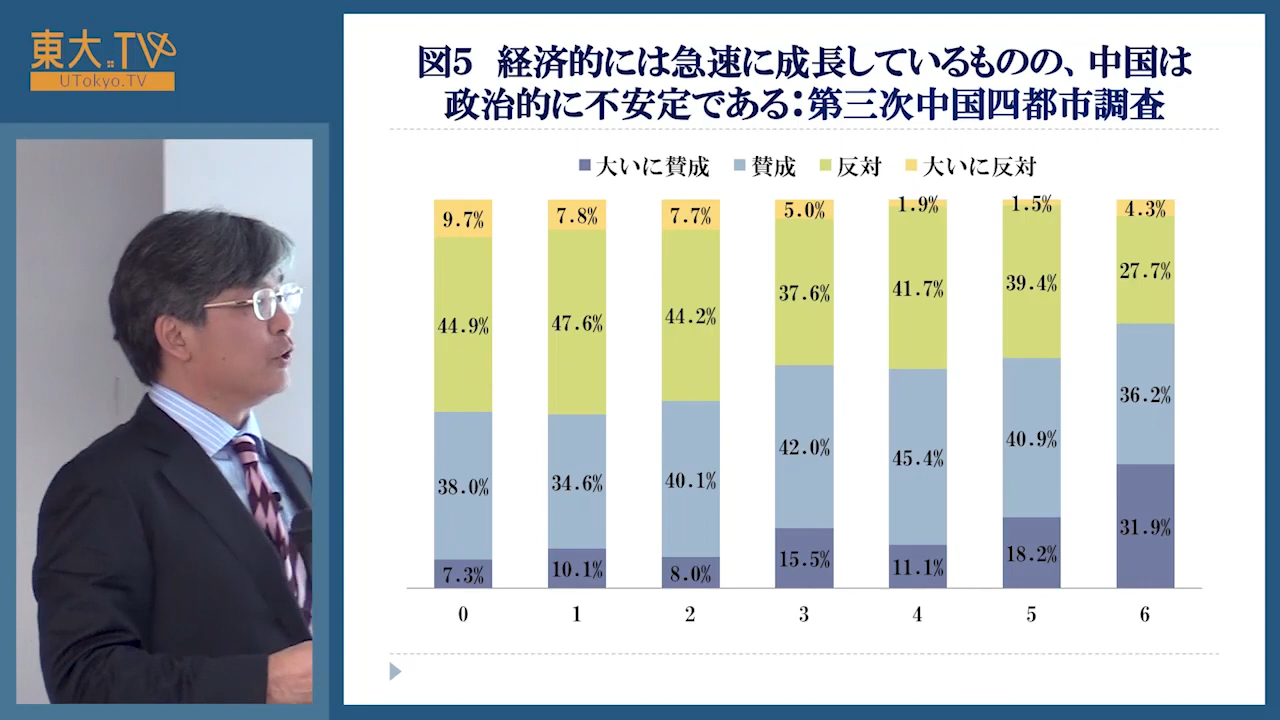 東大.TV
UTokyo.TV
図5　経済的には急速に成長しているものの、中国は
政治的に不安定である：第三次中国四都市調査
大いに賛成 賛成 反対 大いに反対
9.7% 7.8% 7.7% 5.0% 1.9% 1.5% 4.3%
44.9% 47.6% 44.2% 37.6% 41.7% 39.4% 27.7%
38.0% 34.6% 40.1% 42.0% 45.4% 40.9% 36.2%
7.3% 10.1% 8.0% 15.5% 11.1% 18.2% 31.9%
0 1 2 3 4 5 6